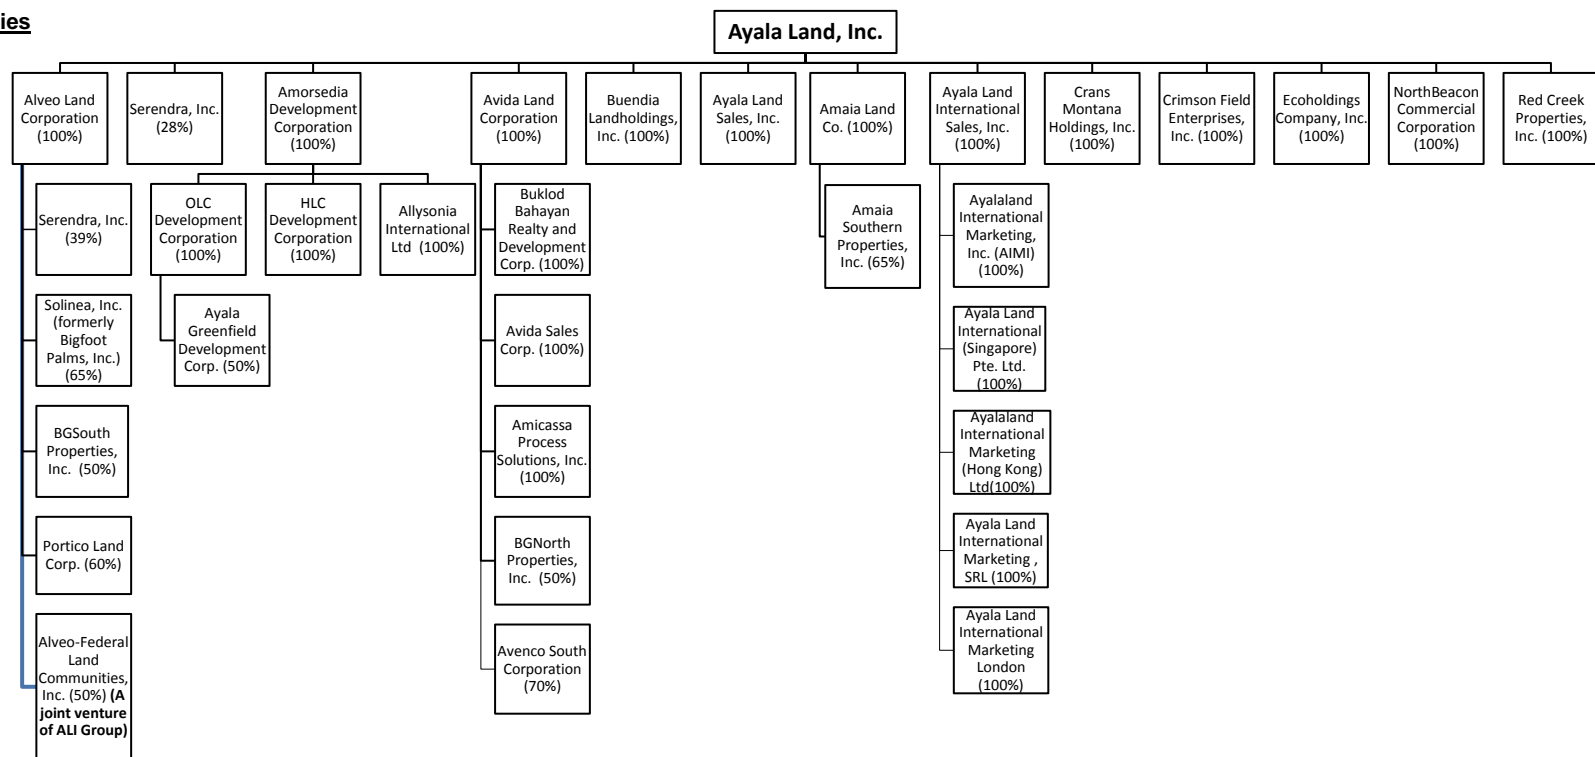 ies
Ayala Land, Inc.
Alveo Land
Corporation
(100%)
Serendra, Inc.
(28%)
Amorsedia
Development
Corporation
(100%)
Avida Land
Corporation
(100%)
Buendia
Landholdings,
Inc. (100%)
Ayala Land
Sales, Inc.
(100%)
Amaia Land
Co. (100%)
Ayala Land
International
Sales, Inc.
(100%)
Crans
Montana
Holdings, Inc.
(100%)
Crimson Field
Enterprises,
Inc. (100%)
Ecoholdings
Company, Inc.
(100%)
NorthBeacon
Commercial
Corporation
(100%)
Red Creek
Properties,
Inc. (100%)
Serendra, Inc.
(39%)
Solinea, Inc.
(formerly
Bigfoot
Palms, Inc.)
(65%)
BGSouth
Properties,
Inc. (50%)
Portico Land
Corp. (60%)
Alveo-Federal
Land
Communities,
Inc. (50%) (A
joint venture
of ALI Group)
OLC
Development
Corporation
(100%)
Ayala
Greenfield
Development
Corp. (50%)
HLC
Development
Corporation
(100%)
Allysonia
International
Ltd (100%)
Buklod
Bahayan
Realty and
Development
Corp. (100%)
Avida Sales
Corp. (100%)
Amicassa
Process
Solutions, Inc.
(100%)
BGNorth
Properties,
Inc. (50%)
Avenco South
Corporation
(70%)
Amaia
Southern
Properties,
Inc. (65%)
Ayalaland
International
Marketing,
Inc. (AIMI)
(100%)
Ayala Land
International
(Singapore)
Pte. Ltd.
(100%)
Ayalaland
International
Marketing
(Hong Kong)
Ltd(100%)
Ayala Land
International
Marketing ,
SRL (100%)
Ayala Land
International
Marketing
London
(100%)